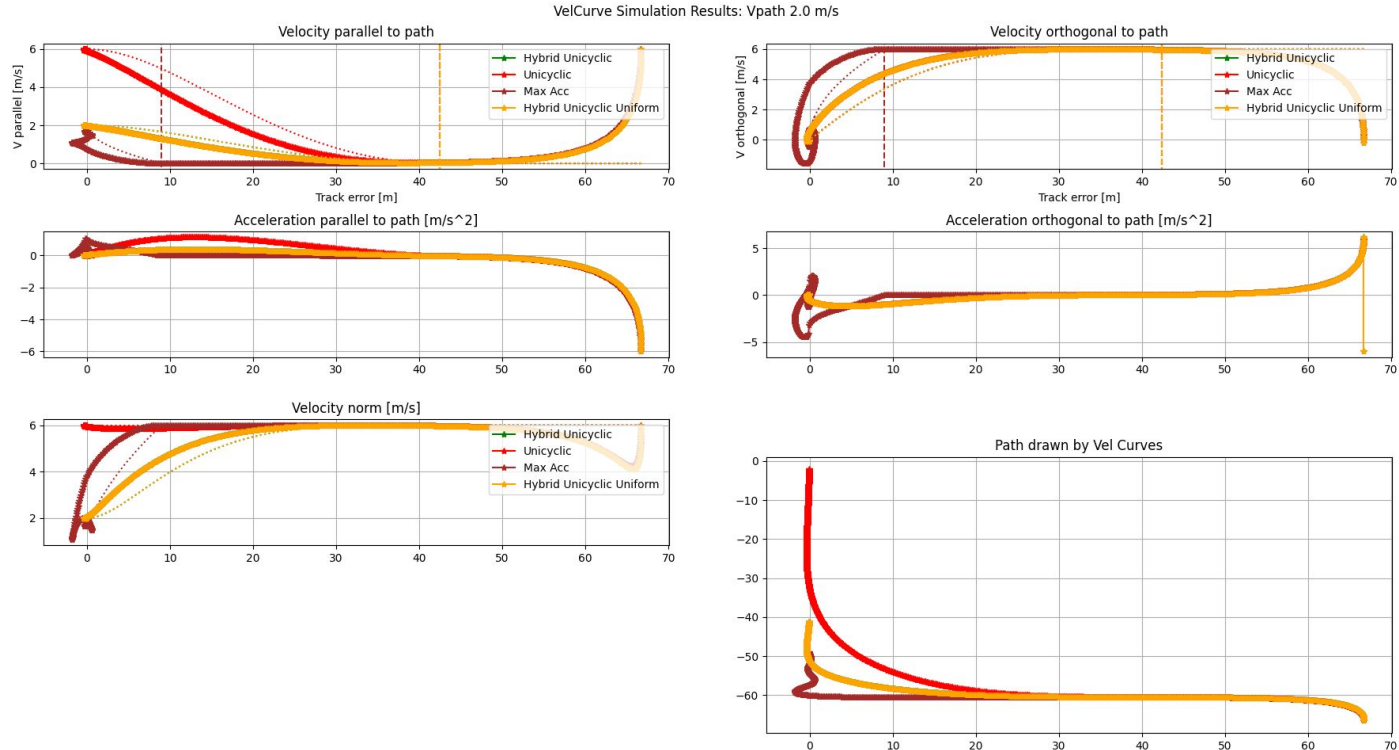 VelCurve Simulation Results: Vpath 2.0 m/s
Velocity parallel to path
V parallel [m/s]
6
4
2
0
Hybrid Unicyclic
Unicyclic
Max Acc
Hybrid Unicyclic Uniform
0 10 20 30 40 50 60 70
Track error [m]
Velocity orthogonal to path
V orthogonal [m/s]
6
4
2
0
Hybrid Unicyclic
Unicyclic
Max Acc
Hybrid Unicyclic Uniform
0 10 20 30 40 50 60 70
Track error [m]
Acceleration parallel to path [m/s^2]
0
−2
−4
−6
0 10 20 30 40 50 60 70
Acceleration orthogonal to path [m/s^2]
5
0
−5
0 10 20 30 40 50 60 70
Velocity norm [m/s]
6
4
2
Hybrid Unicyclic
Unicyclic
Max Acc
Hybrid Unicyclic Uniform
0 10 20 30 40 50 60 70
Path drawn by Vel Curves
0
−10
−20
−30
−40
−50
−60
0 10 20 30 40 50 60 70